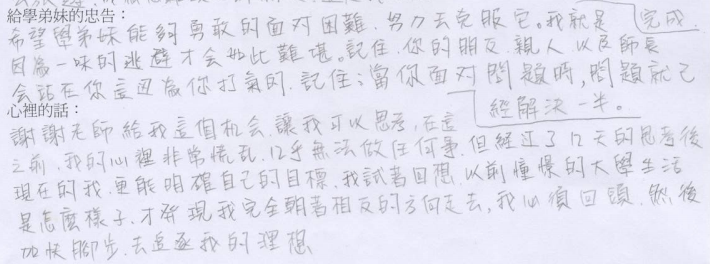 給學弟妹的忠告：
希望學弟妹能夠勇敢的面对困难，努力去克服它。我就是
完成
因為一味的逃避才会如此難堪。記住，你的朋友、親人以及師長
会站在你這边為你打氣的，記住；當你面对問題時，問題就已
經解決一半。
心裡的話：
謝謝老師給我這個机会讓我可以思考，在這
之前，我的心裡非常慌乱，几乎無法做任何事，但經过了12天的思考後
現在的我，更能明確自己的目標，我試著回想，以前憧憬的大學生活
是怎麼樣子，才發現我完全朝著相反的方向走去，我必須回頭，然後
加快腳步，去追逐我的理想